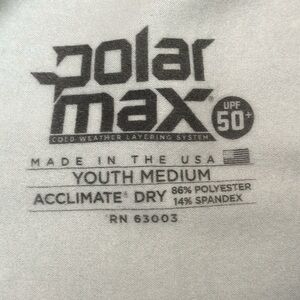 polar
max®
UPF
50+
COLD WEATHER LAYERING SYSTEM
MADE IN THE USA
YOUTH MEDIUM
ACCLIMATE® DRY 86% POLYESTER
14% SPANDEX
RN 63003